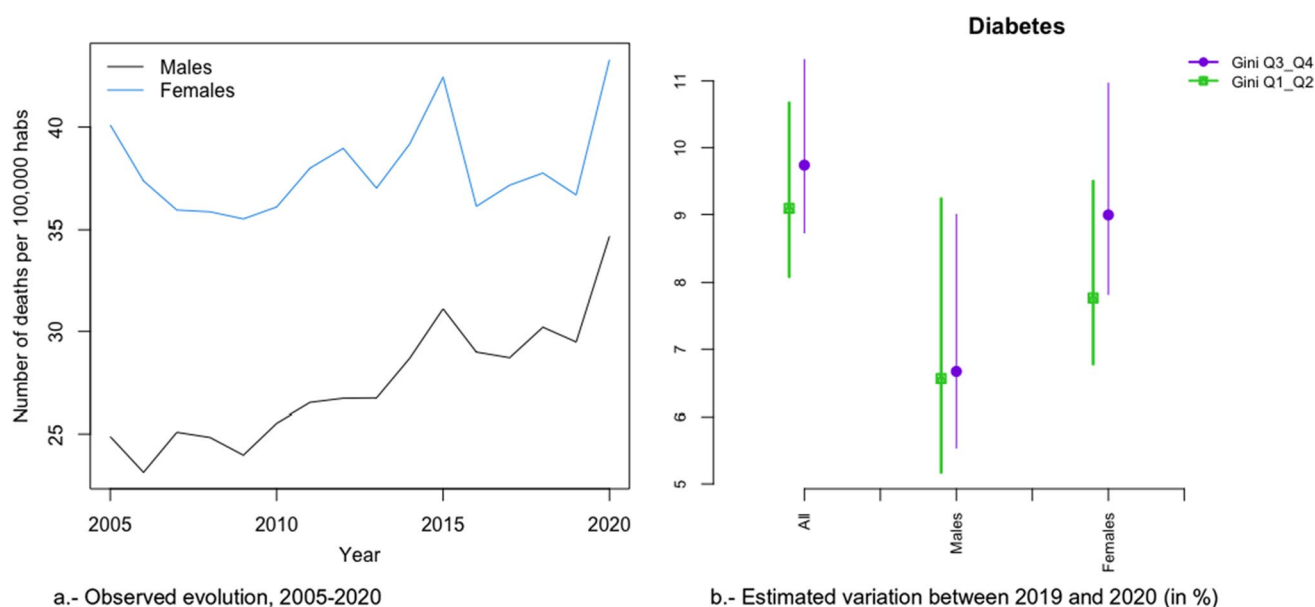 Males
Females
Number of deaths per 100,000 habs
40
35
30
25
2005
2010
2015
2020
Year
a.- Observed evolution, 2005-2020
Diabetes
Gini Q3_Q4
Gini Q1_Q2
11
10
9
8
7
6
5
All
Males
Females
b.- Estimated variation between 2019 and 2020 (in %)